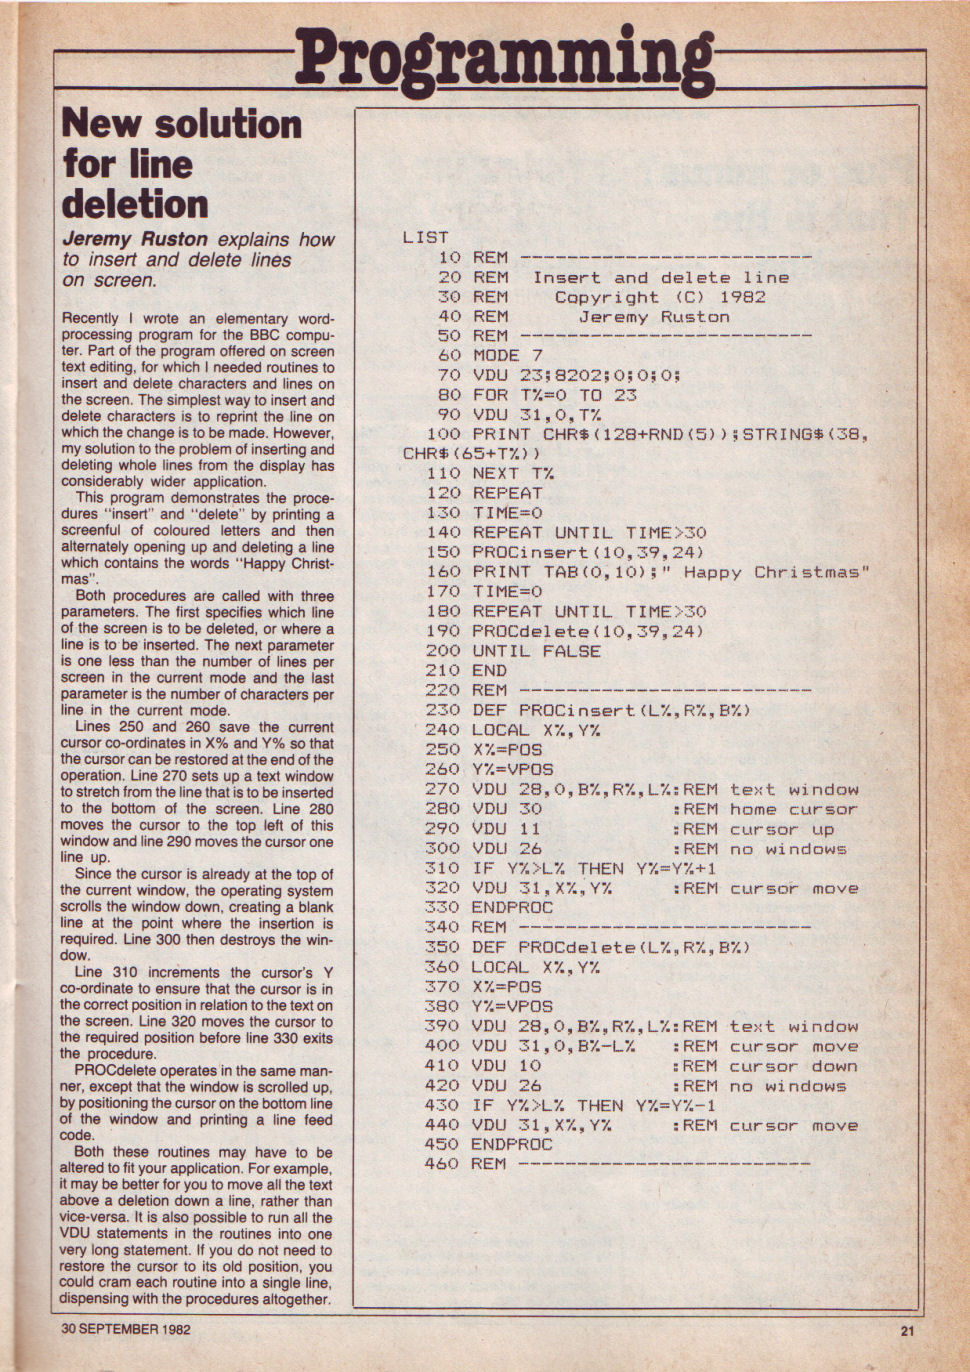 Programming
New solution
for line
deletion
Jeremy Ruston explains how
to insert and delete lines
on screen.
Recently I wrote an elementary word-
processing program for the BBC compu-
ter. Part of the program offered on screen
text editing, for which I needed routines to
insert and delete characters and lines on
the screen. The simplest way to insert and
delete characters is to reprint the line on
which the change is to be made. However,
my solution to the problem of inserting and
deleting whole lines from the display has
considerably wider application.
This program demonstrates the proce-
dures "insert" and "delete" by printing a
screenful of coloured letters and then
alternately opening up and deleting a line
which contains the words "Happy Christ-
mas".
Both procedures are called with three
parameters. The first specifies which line
of the screen is to be deleted, or where a
line is to be inserted. The next parameter
is one less than the number of lines per
screen in the current mode and the last
parameter is the number of characters per
line in the current mode.
Lines 250 and 260 save the current
cursor co-ordinates in X% and Y% so that
the cursor can be restored at the end of the
operation. Line 270 sets up a text window
to stretch from the line that is to be inserted
to the bottom of the screen. Line 280
moves the cursor to the top left of this
window and line 290 moves the cursor one
line up.
Since the cursor is already at the top of
the current window, the operating system
scrolls the window down, creating a blank
line at the point where the insertion is
required. Line 300 then destroys the win-
dow.
Line 310 increments the cursor's Y
co-ordinate to ensure that the cursor is in
the correct position in relation to the text on
the screen. Line 320 moves the cursor to
the required position before line 330 exits
the procedure.
PROCdelete operates in the same man-
ner, except that the window is scrolled up,
by positioning the cursor on the bottom line
of the window and printing a line feed
code.
Both these routines may have to be
altered to fit your application. For example,
it may be better for you to move all the text
above a deletion down a line, rather than
vice-versa. It is also possible to run all the
VDU statements in the routines into one
very long statement. If you do not need to
restore the cursor to its old position, you
could cram each routine into a single line,
dispensing with the procedures altogether.
LIST
10 REM -------------------------
20 REM Insert and delete line
30 REM Copyright (C) 1982
40 REM Jeremy Ruston
50 REM -------------------------
60 MODE 7
70 VDU 23;8202;0;0;0;
80 FOR T%=0 TO 23
90 VDU 31,0,T%
100 PRINT CHR$(128+RND(5));STRING$(38,
CHR$(65+T%))
110 NEXT T%
120 REPEAT
130 TIME=0
140 REPEAT UNTIL TIME>30
150 PROCinsert(10,39,24)
160 PRINT TAB(0,10);" Happy Christmas"
170 TIME=0
180 REPEAT UNTIL TIME>30
190 PROCdelete(10,39,24)
200 UNTIL FALSE
210 END
220 REM -------------------------
230 DEF PROCinsert(L%,R%,B%)
240 LOCAL X%,Y%
250 X%=POS
260 Y%=VPOS
270 VDU 28,0,B%,R%,L%:REM text window
280 VDU 30 :REM home cursor
290 VDU 11 :REM cursor up
300 VDU 26 :REM no windows
310 IF Y%>L% THEN Y%=Y%+1
320 VDU 31,X%,Y% :REM cursor move
330 ENDPROC
340 REM -------------------------
350 DEF PROCdelete(L%,R%,B%)
360 LOCAL X%,Y%
370 X%=POS
380 Y%=VPOS
390 VDU 28,0,B%,R%,L%:REM text window
400 VDU 31,0,B%-L% :REM cursor move
410 VDU 10 :REM cursor down
420 VDU 26 :REM no windows
430 IF Y%>L% THEN Y%=Y%-1
440 VDU 31,X%,Y% :REM cursor move
450 ENDPROC
460 REM -------------------------
30 SEPTEMBER 1982
21